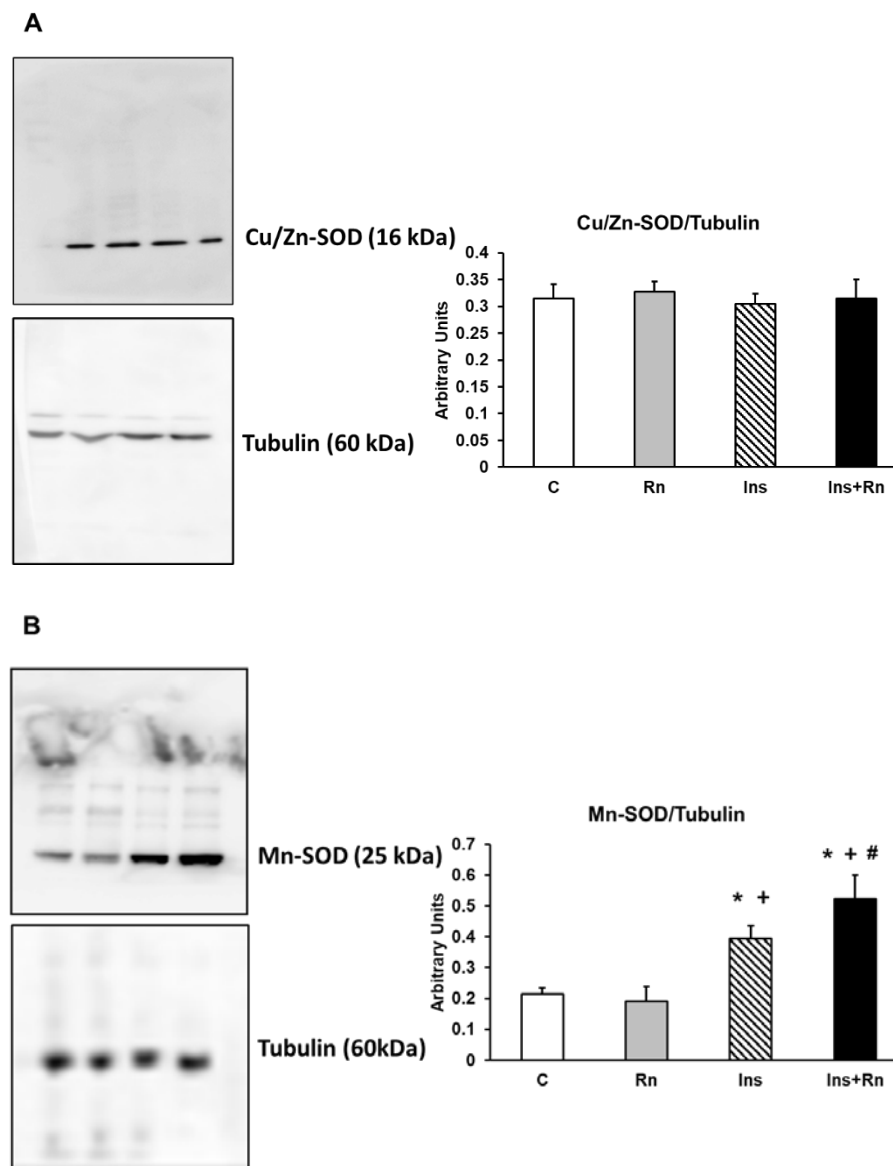 A
Cu/Zn-SOD (16 kDa)
Tubulin (60 kDa)
Cu/Zn-SOD/Tubulin
Arbitrary Units
0.4
0.35
0.3
0.25
0.2
0.15
0.1
0.05
0
C Rn Ins Ins+Rn
B
Mn-SOD (25 kDa)
Tubulin (60kDa)
Mn-SOD/Tubulin
Arbitrary Units
0.7
0.6
0.5
0.4
0.3
0.2
0.1
0
* +
* + #
C Rn Ins Ins+Rn